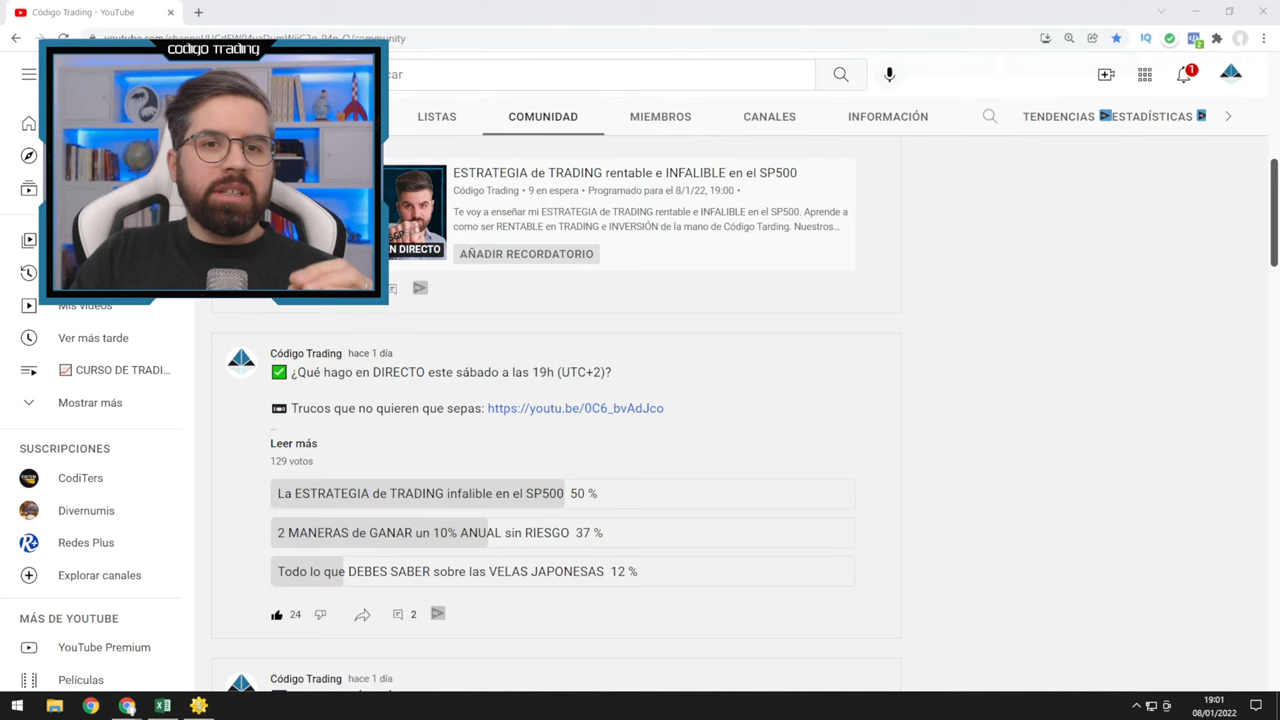 Código Trading - YouTube
código Trading
car
1
2
LISTAS
COMUNIDAD
MIEMBROS
CANALES
INFORMACIÓN
TENDENCIAS
ESTADÍSTICAS
ESTRATEGIA de TRADING rentable e INFALIBLE en el SP500
Código Trading • 9 en espera • Programado para el 8/1/22, 19:00 •
Te voy a enseñar mi ESTRATEGIA de TRADING rentable e INFALIBLE en el SP500. Aprende a
como ser RENTABLE en TRADING e INVERSIÓN de la mano de Código Tarding. Nuestros...
EN DIRECTO
AÑADIR RECORDATORIO
Mis vídeos
Ver más tarde
CURSO DE TRADI...
Mostrar más
SUSCRIPCIONES
CodiTers
Divernumis
Redes Plus
Explorar canales
MÁS DE YOUTUBE
YouTube Premium
Películas
Código Trading hace 1 día
✅ ¿Qué hago en DIRECTO este sábado a las 19h (UTC+2)?
Trucos que no quieren que sepas: https://youtu.be/0C6_bvAdJco
..
Leer más
129 votos
La ESTRATEGIA de TRADING infalible en el SP500 50 %
2 MANERAS de GANAR un 10% ANUAL sin RIESGO 37 %
Todo lo que DEBES SABER sobre las VELAS JAPONESAS 12 %
24
2
Código Trading hace 1 día
19:01
08/01/2022